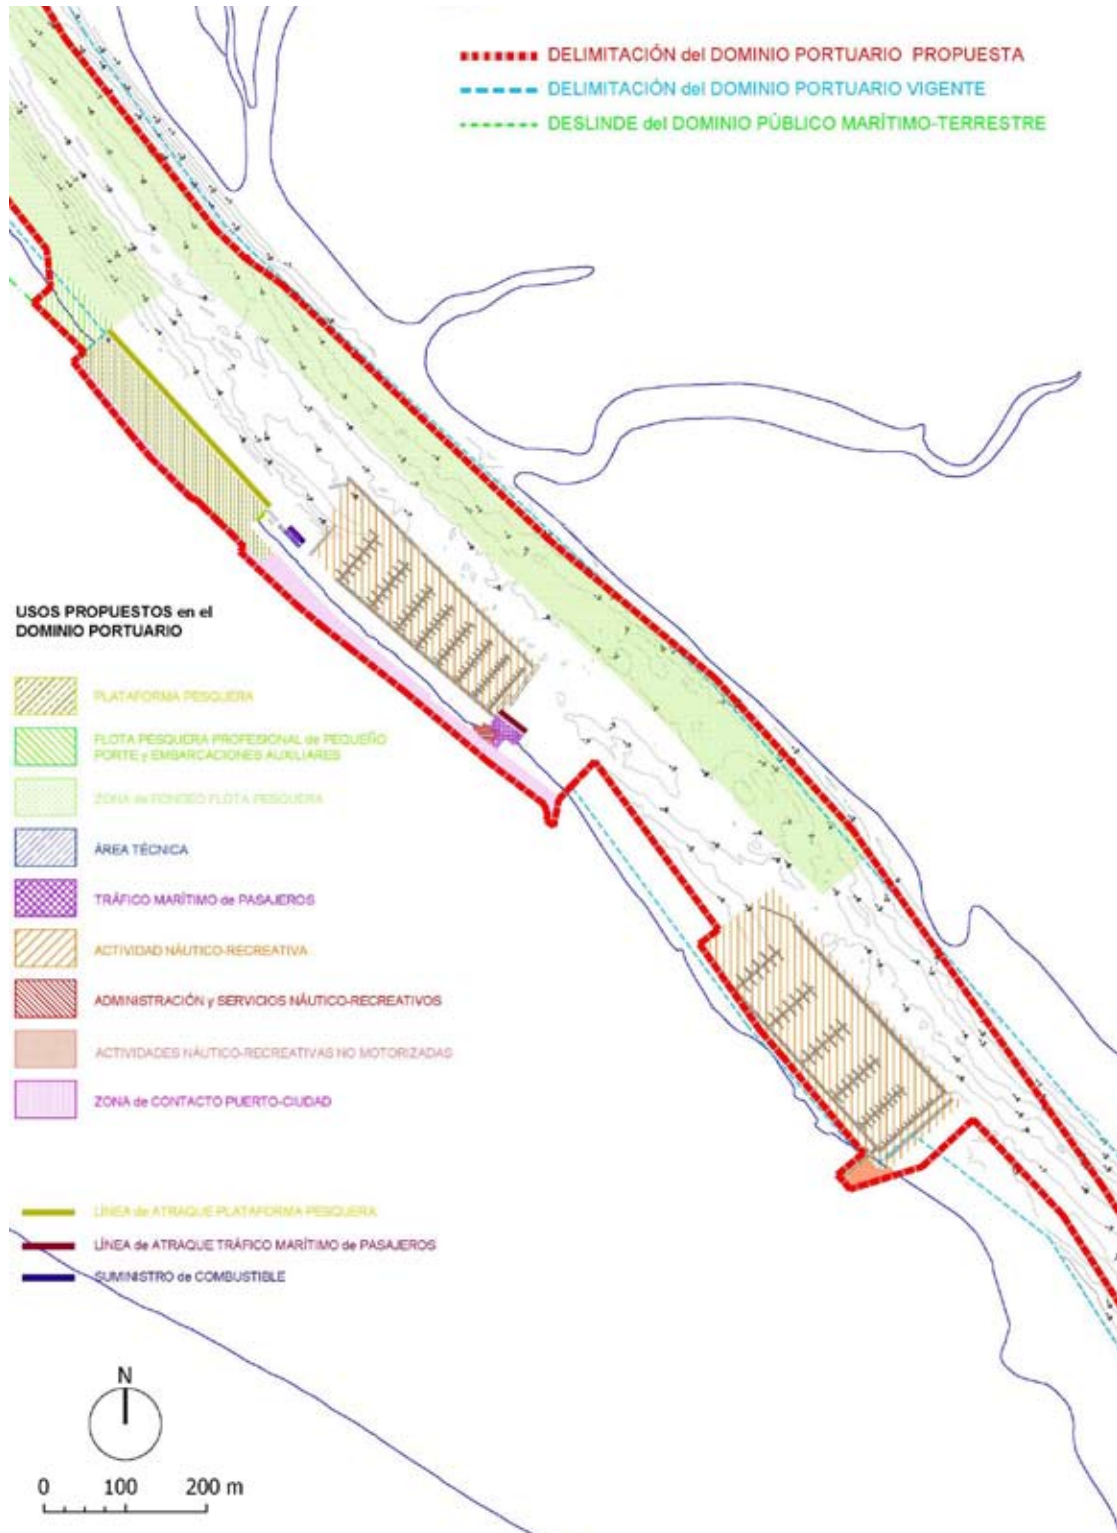 DELIMITACIÓN del DOMINIO PORTUARIO PROPUESTA
DELIMITACIÓN del DOMINIO PORTUARIO VIGENTE
DESLINDE del DOMINIO PÚBLICO MARÍTIMO-TERRESTRE
USOS PROPUESTOS en el
DOMINIO PORTUARIO
PLATAFORMA PESQUERA
FLOTA PESQUERA PROFESIONAL de PEQUEÑO
PORTE y EMBARCACIONES AUXILIARES
ZONA de FONDEO FLOTA PESQUERA
ÁREA TÉCNICA
TRÁFICO MARÍTIMO de PASAJEROS
ACTIVIDAD NÁUTICO-RECREATIVA
ADMINISTRACIÓN y SERVICIOS NÁUTICO-RECREATIVOS
ACTIVIDADES NÁUTICO-RECREATIVAS NO MOTORIZADAS
ZONA de CONTACTO PUERTO-CIUDAD
LÍNEA de ATRAQUE PLATAFORMA PESQUERA
LÍNEA de ATRAQUE TRÁFICO MARÍTIMO de PASAJEROS
SUMINISTRO de COMBUSTIBLE
N
0 100 200 m